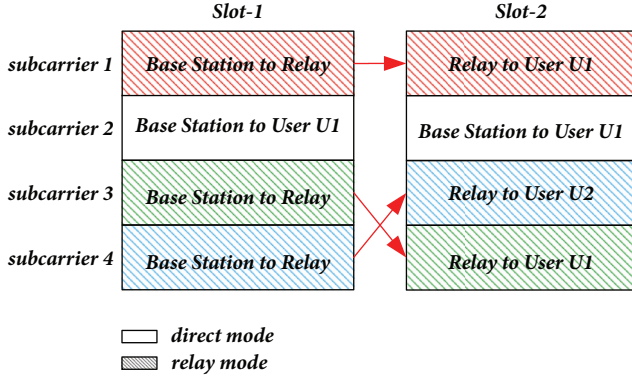 Slot-1 Slot-2
subcarrier 1 Base Station to Relay Relay to User U1
subcarrier 2 Base Station to User U1 Base Station to User U1
subcarrier 3 Base Station to Relay Relay to User U2
subcarrier 4 Base Station to Relay Relay to User U1
direct mode
relay mode